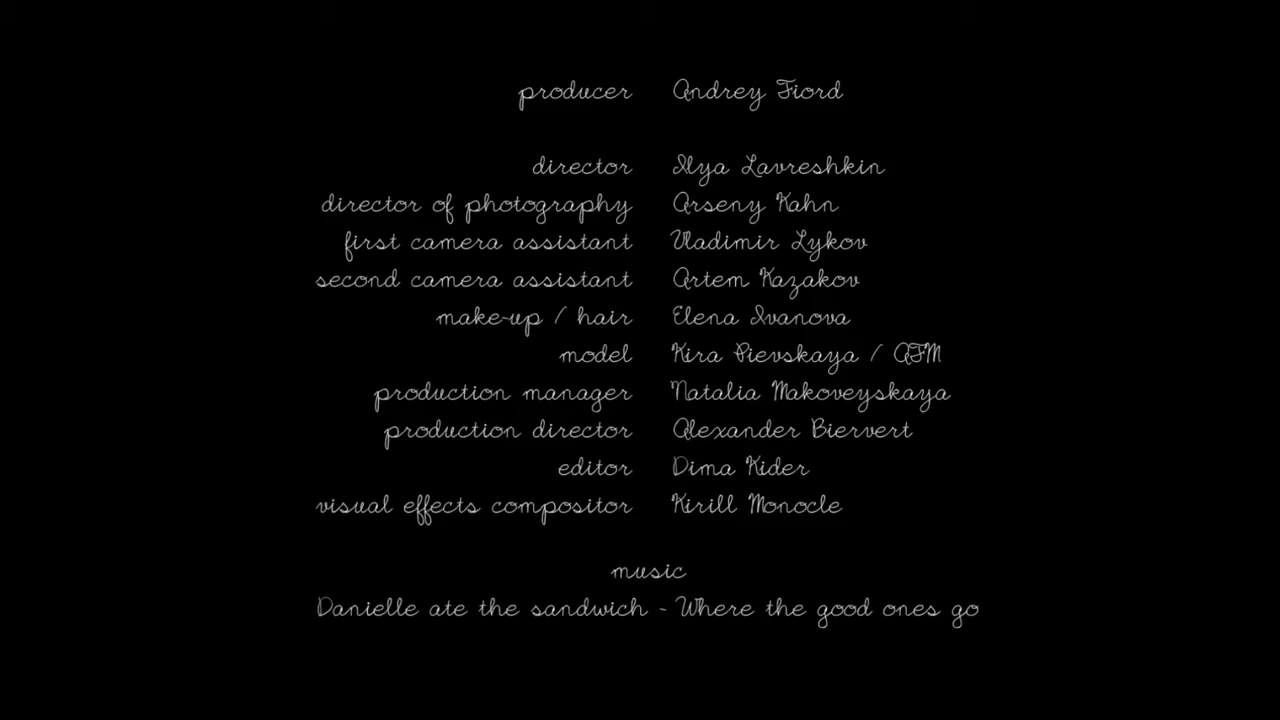 producer Andrey Fiord
director Ilya Lavreshkin
director of photography Arseny Kahn
first camera assistant Vladimir Lykov
second camera assistant Artem Kazakov
make-up / hair Elena Ivanova
model Kira Pievskaya / AFM
production manager Natalia Makoveyskaya
production director Alexander Biervert
editor Dima Kider
visual effects compositor Kirill Monocle
music
Danielle ate the sandwich - Where the good ones go